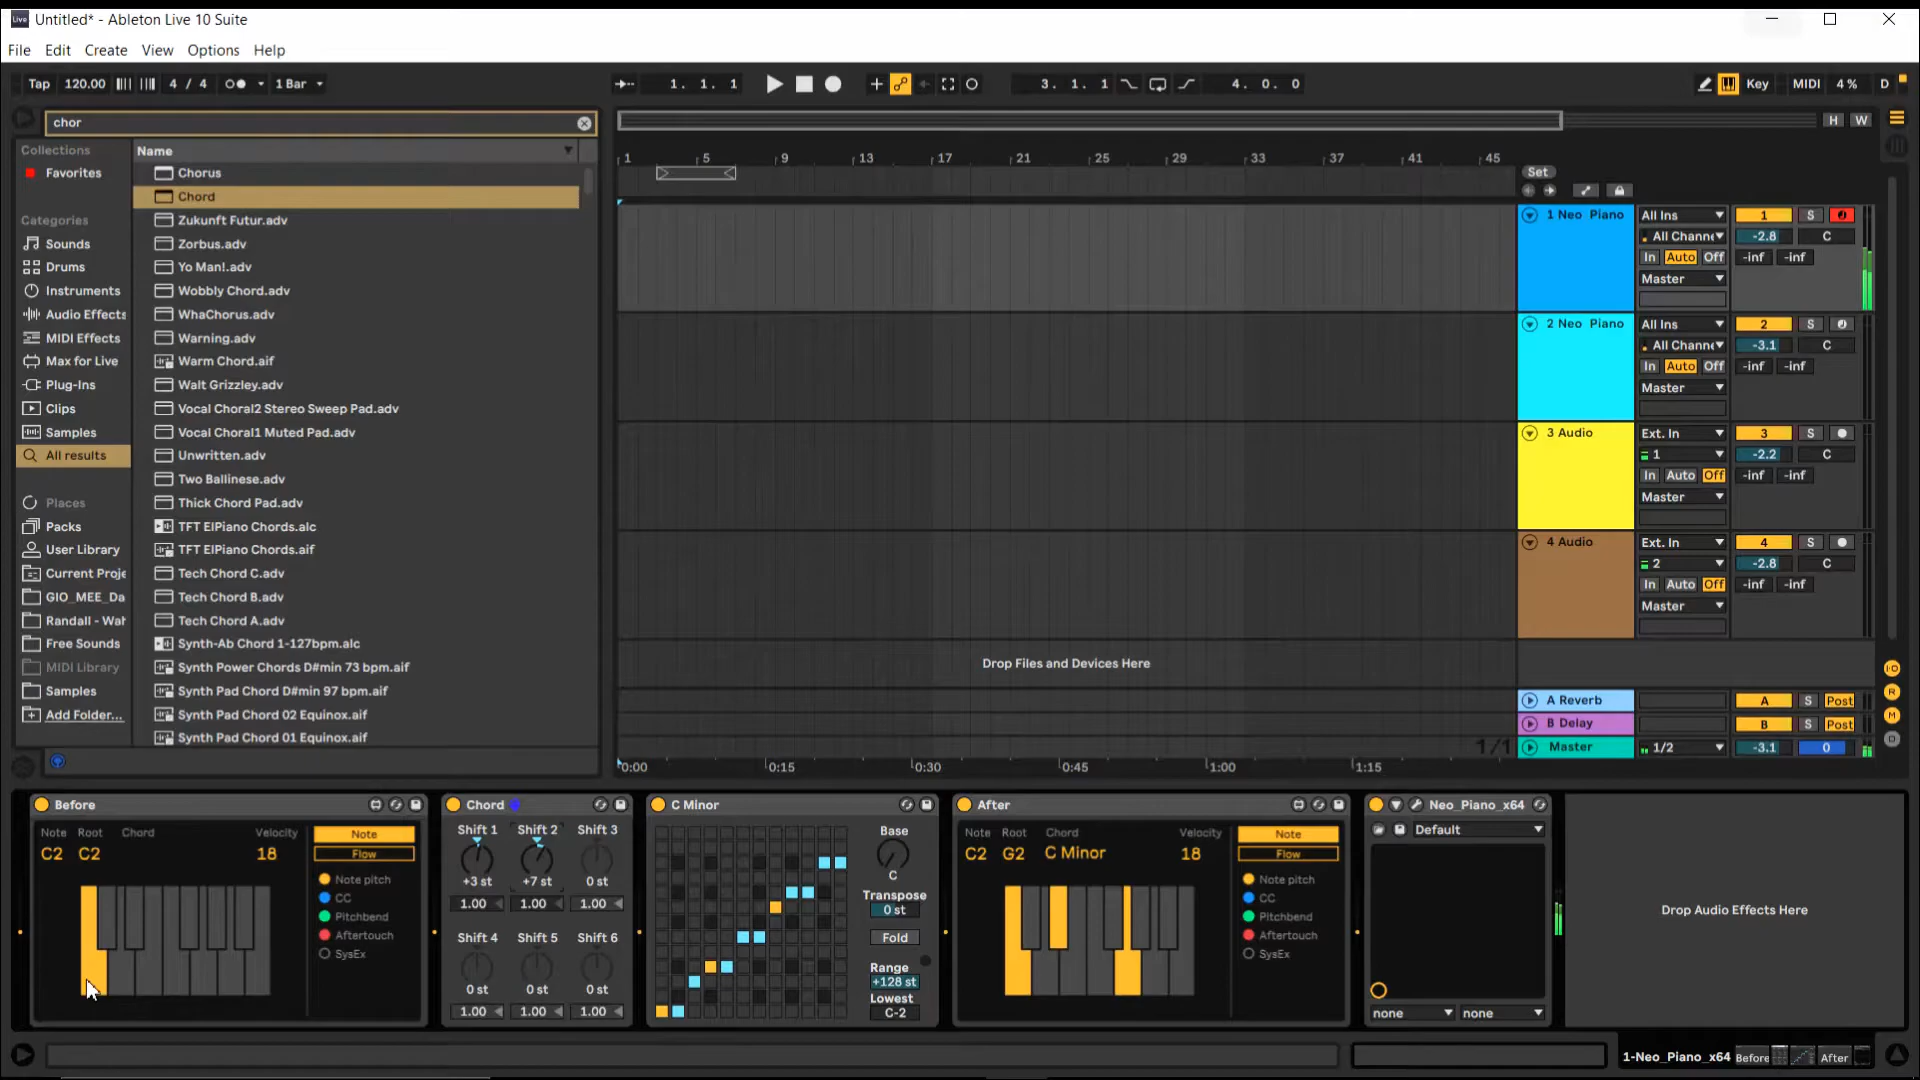 Live Untitled* - Ableton Live 10 Suite
File Edit Create View Options Help
Tap 120.00 4 / 4 1 Bar 1. 1. 1 3. 1. 1 4. 0. 0 Key MIDI 4 % D
chor
H W
Collections
Favorites
Categories
Sounds
Drums
Instruments
Audio Effects
MIDI Effects
Max for Live
Plug-Ins
Clips
Samples
All results
Places
Packs
User Library
Current Proje
GIO_MEE_Da
Randall - Wah
Free Sounds
MIDI Library
Samples
Add Folder...
Name
Chorus
Chord
Zukunft Futur.adv
Zorbus.adv
Yo Man!.adv
Wobbly Chord.adv
WhaChorus.adv
Warning.adv
Warm Chord.aif
Walt Grizzley.adv
Vocal Choral2 Stereo Sweep Pad.adv
Vocal Choral1 Muted Pad.adv
Unwritten.adv
Two Ballinese.adv
Thick Chord Pad.adv
TFT ElPiano Chords.alc
TFT ElPiano Chords.aif
Tech Chord C.adv
Tech Chord B.adv
Tech Chord A.adv
Synth-Ab Chord 1-127bpm.alc
Synth Power Chords D#min 73 bpm.aif
Synth Pad Chord D#min 97 bpm.aif
Synth Pad Chord 02 Equinox.aif
Synth Pad Chord 01 Equinox.aif
1 5 9 13 17 21 25 29 33 37 41 45
Set
1 Neo Piano All Ins 1 S
All Channe -2.8 C
In Auto Off -inf -inf
Master
2 Neo Piano All Ins 2 S
All Channe -3.1 C
In Auto Off -inf -inf
Master
3 Audio Ext. In 3 S
1 -2.2 C
In Auto Off -inf -inf
Master
4 Audio Ext. In 4 S
2 -2.8 C
In Auto Off -inf -inf
Master
Drop Files and Devices Here
A Reverb A S Post
B Delay B S Post
1/1 Master 1/2 -3.1 0
0:00 0:15 0:30 0:45 1:00 1:15
I·O
R
M
D
Before
Note Root Chord Velocity
C2 C2 18
Note
Flow
Note pitch
CC
Pitchbend
Aftertouch
SysEx
Chord
Shift 1 Shift 2 Shift 3
+3 st +7 st 0 st
1.00 1.00 1.00
Shift 4 Shift 5 Shift 6
0 st 0 st 0 st
1.00 1.00 1.00
C Minor
Base
C
Transpose
0 st
Fold
Range
+128 st
Lowest
C-2
After
Note Root Chord Velocity
C2 G2 C Minor 18
Note
Flow
Note pitch
CC
Pitchbend
Aftertouch
SysEx
Neo_Piano_x64
Default
none none
Drop Audio Effects Here
1-Neo_Piano_x64 Before After